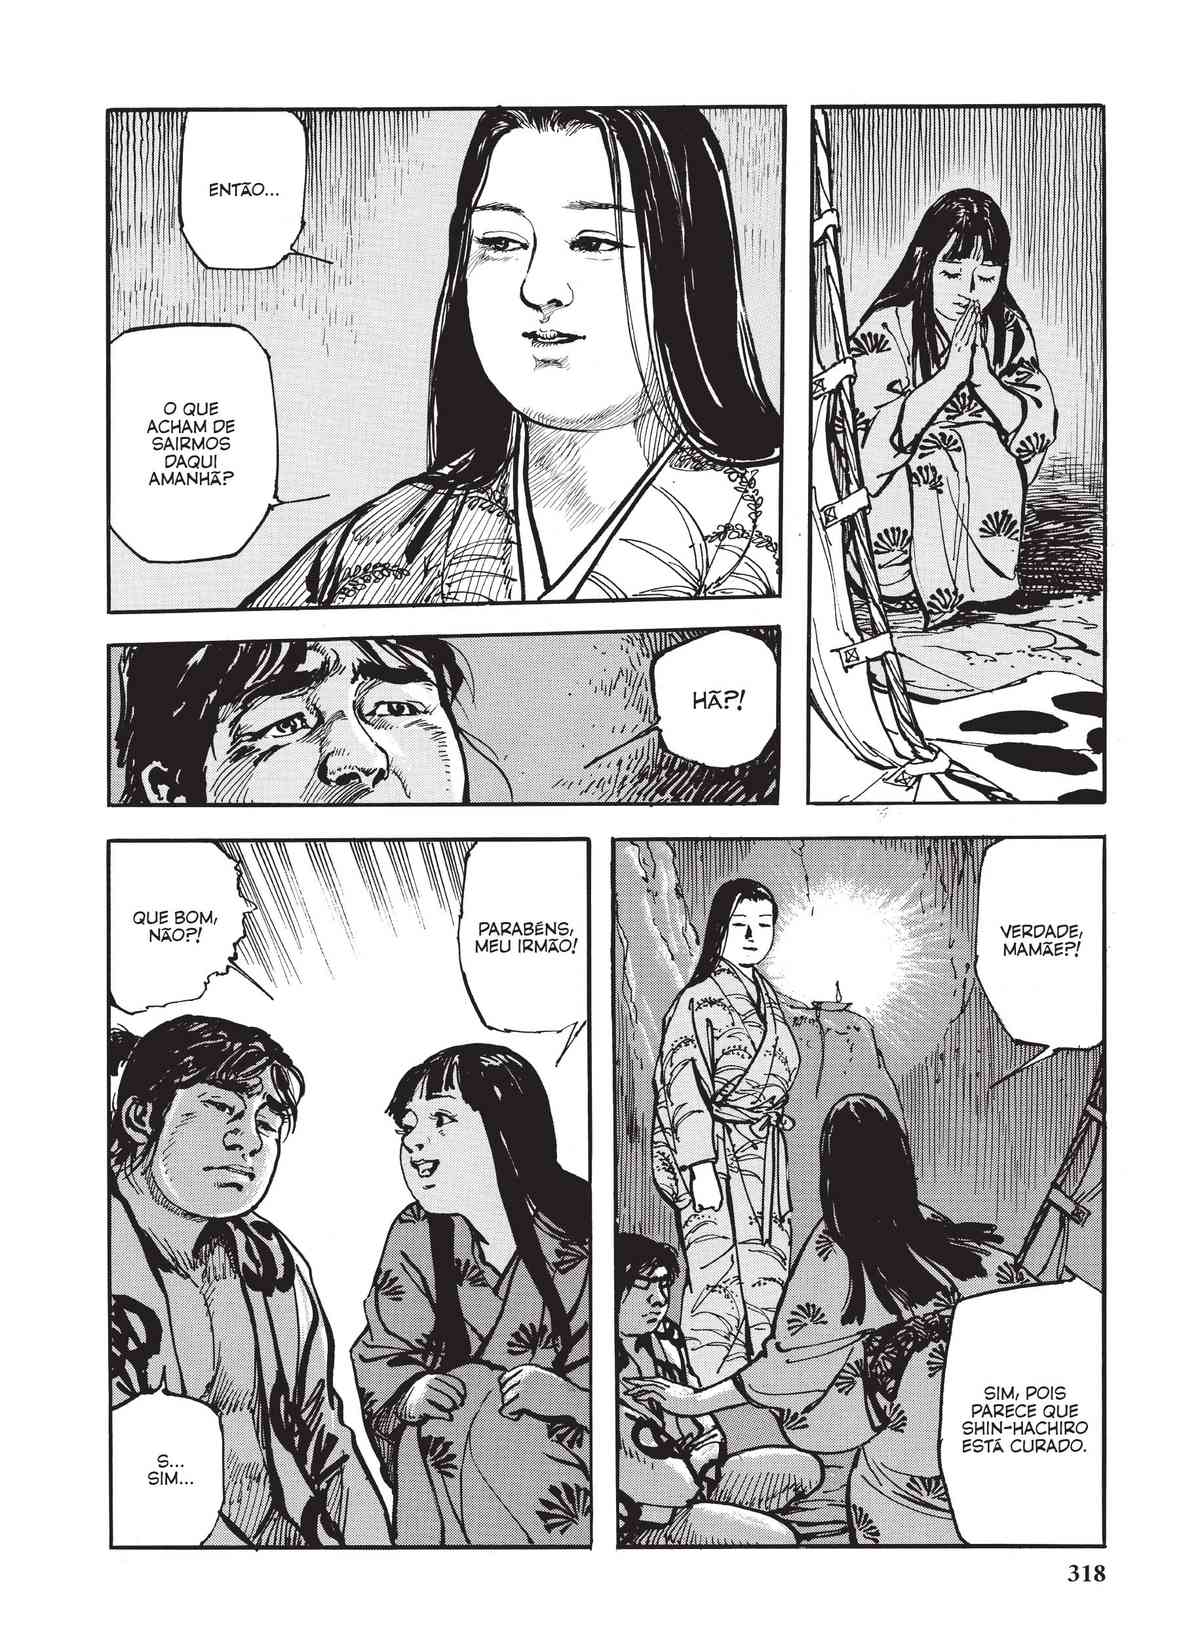 ENTÃO...
O QUE
ACHAM DE
SAIRMOS
DAQUI
AMANHÃ?
HÃ?!
VERDADE,
MAMÃE?!
SIM, POIS
PARECE QUE
SHIN-HACHIRO
ESTÁ CURADO.
PARABÉNS,
MEU IRMÃO!
QUE BOM,
NÃO?!
S...
SIM...
318